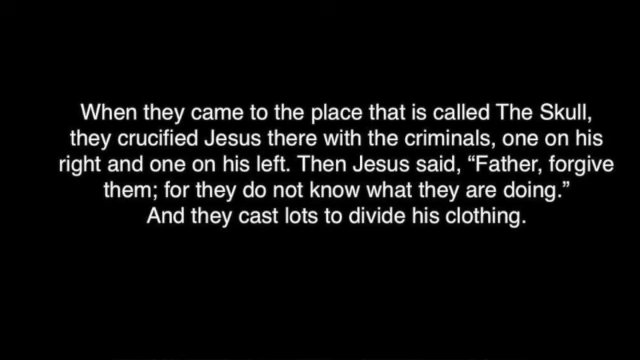 When they came to the place that is called The Skull,
they crucified Jesus there with the criminals, one on his
right and one on his left. Then Jesus said, “Father, forgive
them; for they do not know what they are doing.”
And they cast lots to divide his clothing.